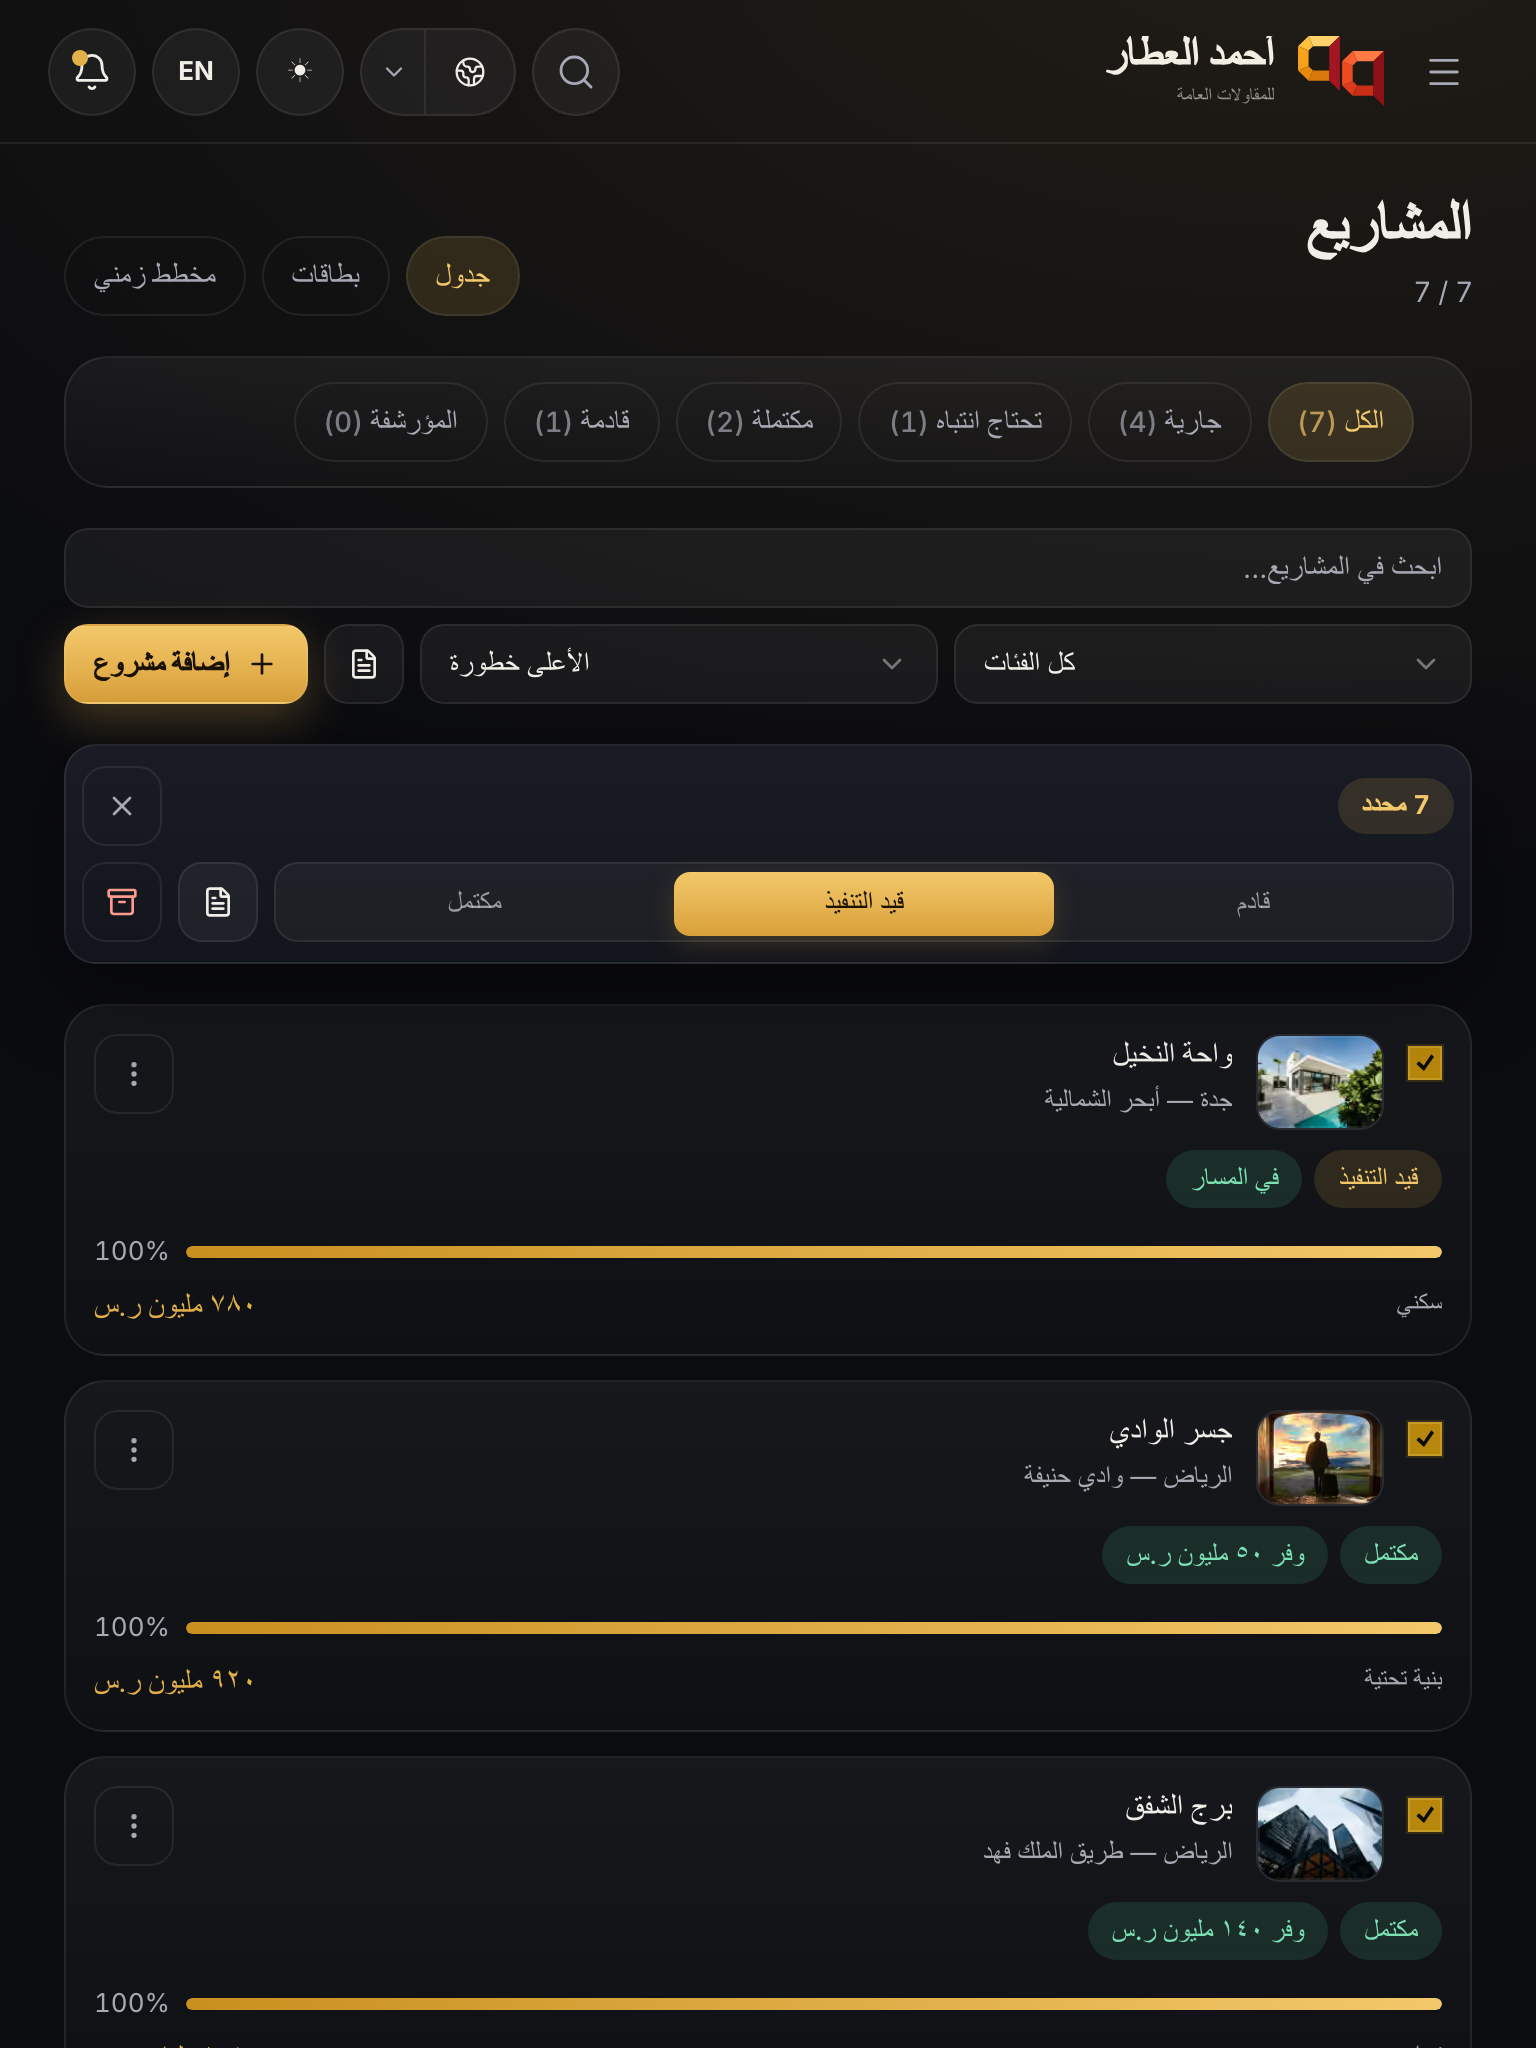 أحمد العطار
للمقاولات العامة
EN
المشاريع
7 / 7
جدول
بطاقات
مخطط زمني
الكل (7)
جارية (4)
تحتاج انتباه (1)
مكتملة (2)
قادمة (1)
المؤرشفة (0)
ابحث في المشاريع...
كل الفئات
الأعلى خطورة
إضافة مشروع
7 محدد
قادم
قيد التنفيذ
مكتمل
واحة النخيل
جدة — أبحر الشمالية
قيد التنفيذ
في المسار
100%
سكني
٧٨٠ مليون ر.س
جسر الوادي
الرياض — وادي حنيفة
مكتمل
وفر ٥٠ مليون ر.س
100%
بنية تحتية
٩٢٠ مليون ر.س
برج الشفق
الرياض — طريق الملك فهد
مكتمل
وفر ١٤٠ مليون ر.س
100%